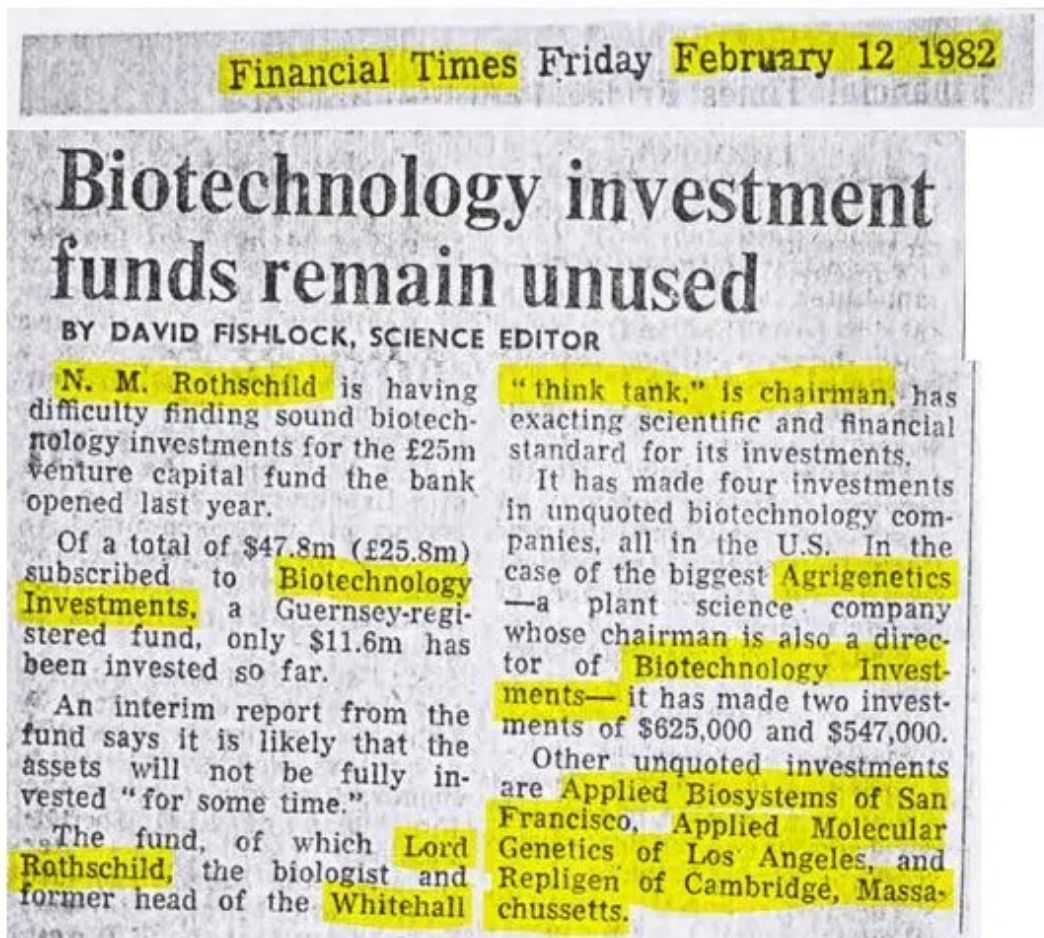 Financial Times Friday February 12 1982
Biotechnology investment
funds remain unused
BY DAVID FISHLOCK, SCIENCE EDITOR
N. M. Rothschild is having
difficulty finding sound biotech-
nology investments for the £25m
venture capital fund the bank
opened last year.
Of a total of $47.8m (£25.8m)
subscribed to Biotechnology
Investments, a Guernsey-regi-
stered fund, only $11.6m has
been invested so far.
An interim report from the
fund says it is likely that the
assets will not be fully in-
vested "for some time."
The fund, of which Lord
Rothschild, the biologist and
former head of the Whitehall
"think tank," is chairman, has
exacting scientific and financial
standard for its investments.
It has made four investments
in unquoted biotechnology com-
panies, all in the U.S. In the
case of the biggest Agrigenetics
—a plant science company
whose chairman is also a direc-
tor of Biotechnology Invest-
ments— it has made two invest-
ments of $625,000 and $547,000.
Other unquoted investments
are Applied Biosystems of San
Francisco, Applied Molecular
Genetics of Los Angeles, and
Repligen of Cambridge, Massa-
chussetts.